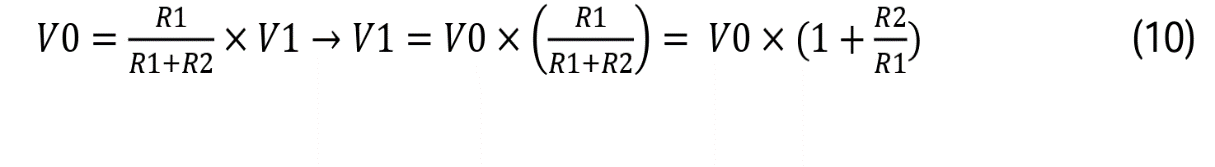 V0 = R1/(R1+R2) × V1 → V1 = V0 × (R1/(R1+R2)) = V0 × (1 + R2/R1) (10)